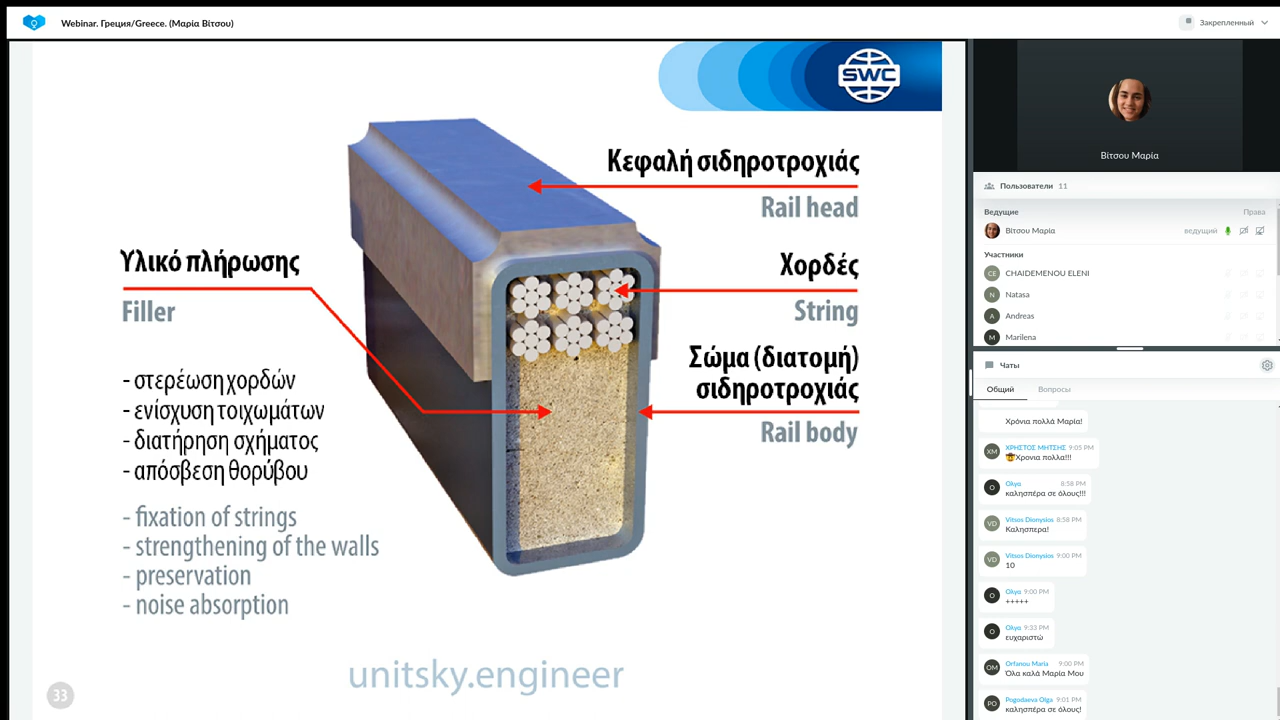 Webinar. Греция/Greece. (Μαρία Βίτσου)
Закрепленный
SWC
Κεφαλή σιδηροτροχιάς
Rail head
Χορδές
String
Σώμα (διατομή)
σιδηροτροχιάς
Rail body
Υλικό πλήρωσης
Filler
- στερέωση χορδών
- ενίσχυση τοιχωμάτων
- διατήρηση σχήματος
- απόσβεση θορύβου
- fixation of strings
- strengthening of the walls
- preservation
- noise absorption
unitsky.engineer
33
Βίτσου Μαρία
Пользователи 11
Ведущие Права
Βίτσου Μαρία ведущий
Участники
CE CHAIDEMENOU ELENI
N Natasa
A Andreas
M Marilena
Чаты
Общий Вопросы
Χρόνια πολλά Μαρία!
ΧΜ ΧΡΗΣΤΟΣ ΜΗΤΣΗΣ 9:05 PM
Χρονια πολλα!!!
O Olya 8:58 PM
καλησπέρα σε όλους!!!
VD Vitsos Dionysios 8:58 PM
Καλησπερα!
VD Vitsos Dionysios 9:00 PM
10
O Olya 9:00 PM
+++++
O Olya 9:33 PM
ευχαριστώ
OM Orfanou Maria 9:00 PM
Όλα καλά Μαρία Μου
PO Pogodaeva Olga 9:01 PM
καλησπέρα σε όλους!